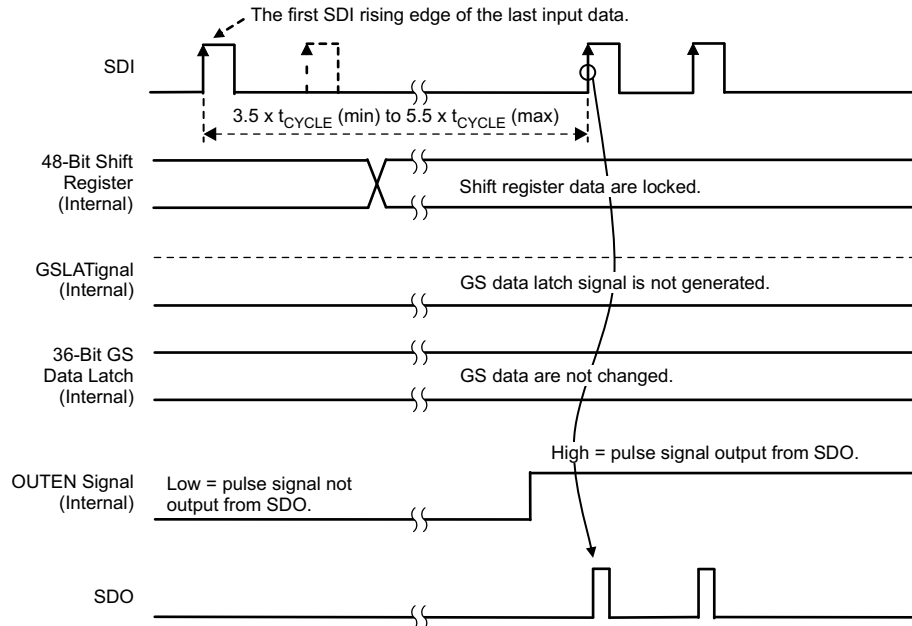 The first SDI rising edge of the last input data.
SDI
3.5 x tCYCLE (min) to 5.5 x tCYCLE (max)
48-Bit Shift
Register
(Internal)
Shift register data are locked.
GSLATignal
(Internal)
GS data latch signal is not generated.
36-Bit GS
Data Latch
(Internal)
GS data are not changed.
High = pulse signal output from SDO.
OUTEN Signal
(Internal)
Low = pulse signal not
output from SDO.
SDO